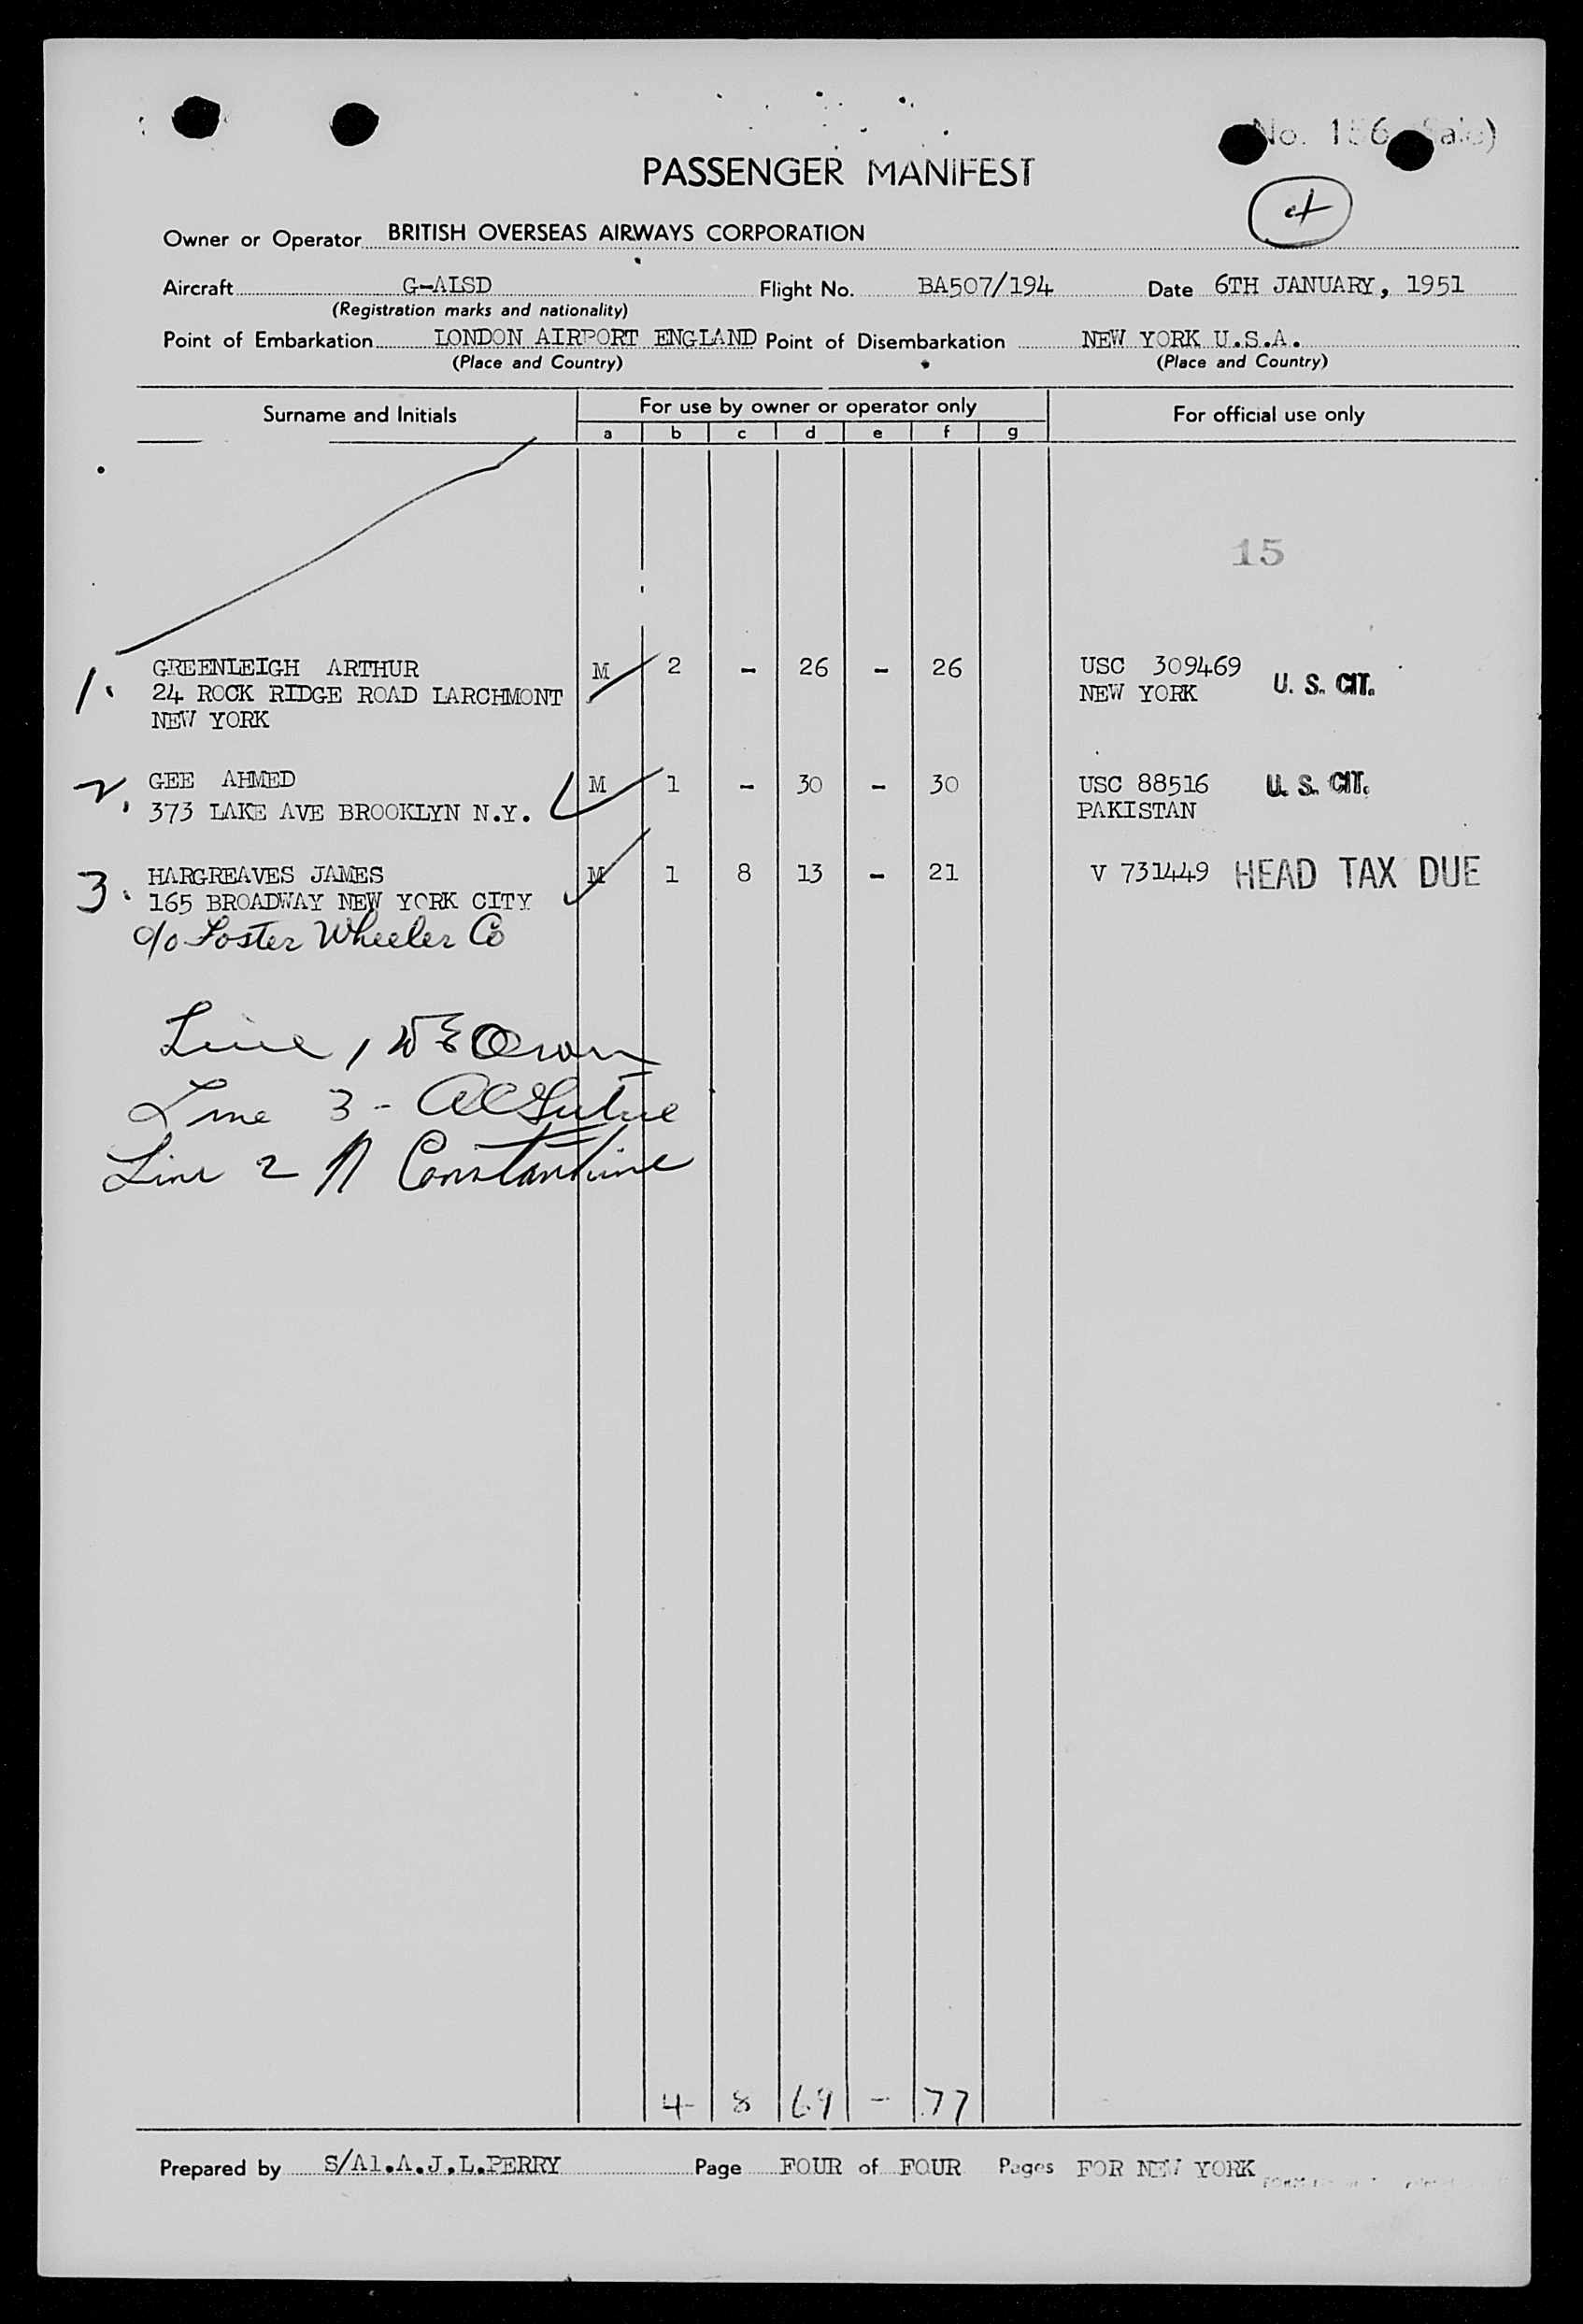 PASSENGER MANIFEST
Owner or Operator BRITISH OVERSEAS AIRWAYS CORPORATION
Aircraft G-ALSD Flight No. BA507/194 Date 6TH JANUARY, 1951
(Registration marks and nationality)
Point of Embarkation LONDON AIRPORT ENGLAND Point of Disembarkation NEW YORK U.S.A.
(Place and Country) (Place and Country)
Surname and Initials For use by owner or operator only For official use only
a b c d e f g
15
1. GREENLEIGH ARTHUR M 2 - 26 - 26 USC 309469 U. S. CIT.
24 ROCK RIDGE ROAD LARCHMONT NEW YORK
NEW YORK
2. GEE AHMED M 1 - 30 - 30 USC 88516 U. S. CIT.
373 LAKE AVE BROOKLYN N.Y. PAKISTAN
3. HARGREAVES JAMES M 1 8 13 - 21 V 731449 HEAD TAX DUE
165 BROADWAY NEW YORK CITY
c/o Foster Wheeler Co
Line 1
Line 3 -
Line 2 N Constantine
4 8 69 - 77
Prepared by S/A1.A.J.L.PERRY Page FOUR of FOUR Pages FOR NEW YORK